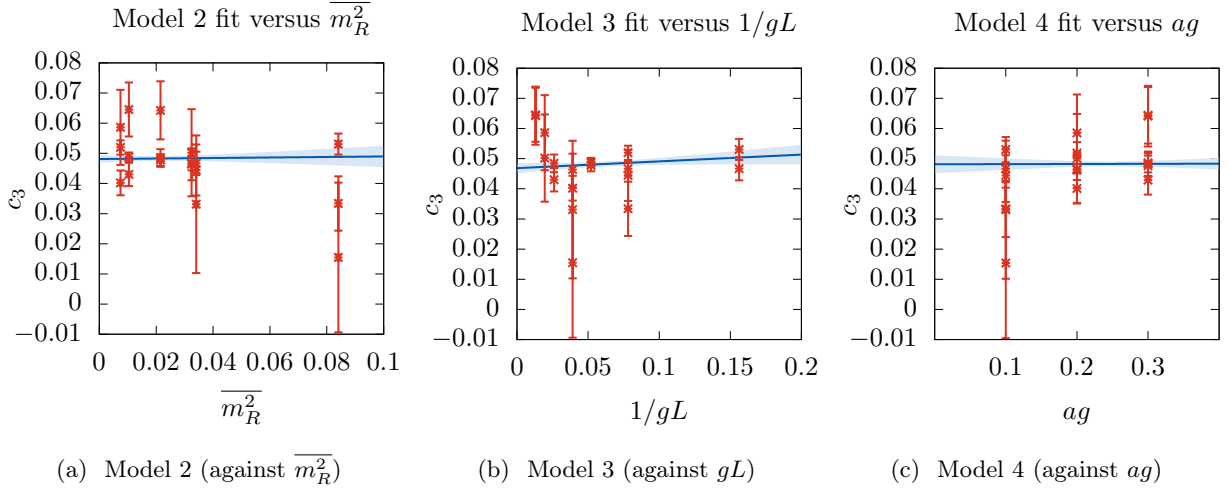 Model 2 fit versus $\overline{m_R^2}$
0.08
0.07
0.06
0.05
0.04
0.03
0.02
0.01
0
−0.01
c₃
0 0.02 0.04 0.06 0.08 0.1
$\overline{m_R^2}$
(a) Model 2 (against $\overline{m_R^2}$)
Model 3 fit versus 1/gL
0.08
0.07
0.06
0.05
0.04
0.03
0.02
0.01
0
−0.01
c₃
0 0.05 0.1 0.15 0.2
1/gL
(b) Model 3 (against gL)
Model 4 fit versus ag
0.08
0.07
0.06
0.05
0.04
0.03
0.02
0.01
0
−0.01
c₃
0.1 0.2 0.3
ag
(c) Model 4 (against ag)